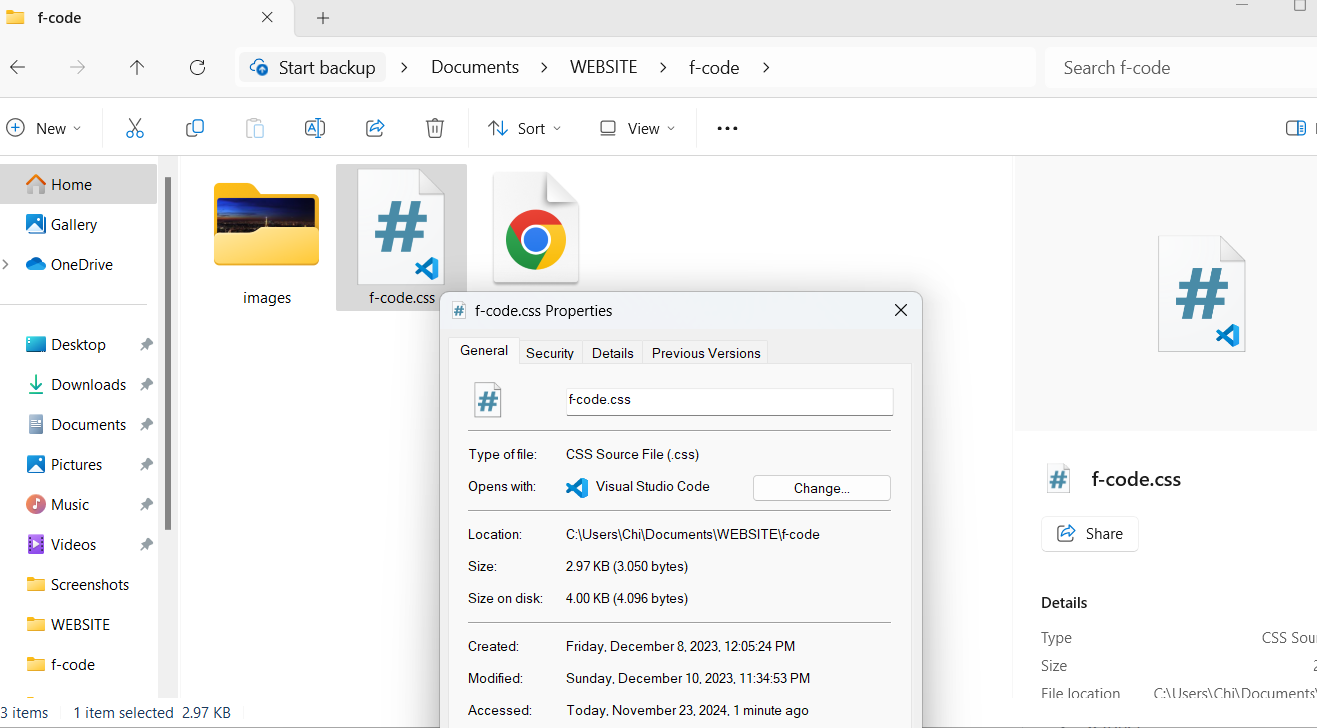 f-code
Start backup
Documents
WEBSITE
f-code
Search f-code
New
Sort
View
Home
Gallery
OneDrive
Desktop
Downloads
Documents
Pictures
Music
Videos
Screenshots
WEBSITE
f-code
images
f-code.css
f-code.css Properties
General
Security
Details
Previous Versions
f-code.css
Type of file: CSS Source File (.css)
Opens with: Visual Studio Code
Change...
Location: C:\Users\Chi\Documents\WEBSITE\f-code
Size: 2.97 KB (3.050 bytes)
Size on disk: 4.00 KB (4.096 bytes)
Created: Friday, December 8, 2023, 12:05:24 PM
Modified: Sunday, December 10, 2023, 11:34:53 PM
Accessed: Today, November 23, 2024, 1 minute ago
f-code.css
Share
Details
Type CSS Sou
Size
File location C:\Users\Chi\Documents\
3 items
1 item selected 2.97 KB